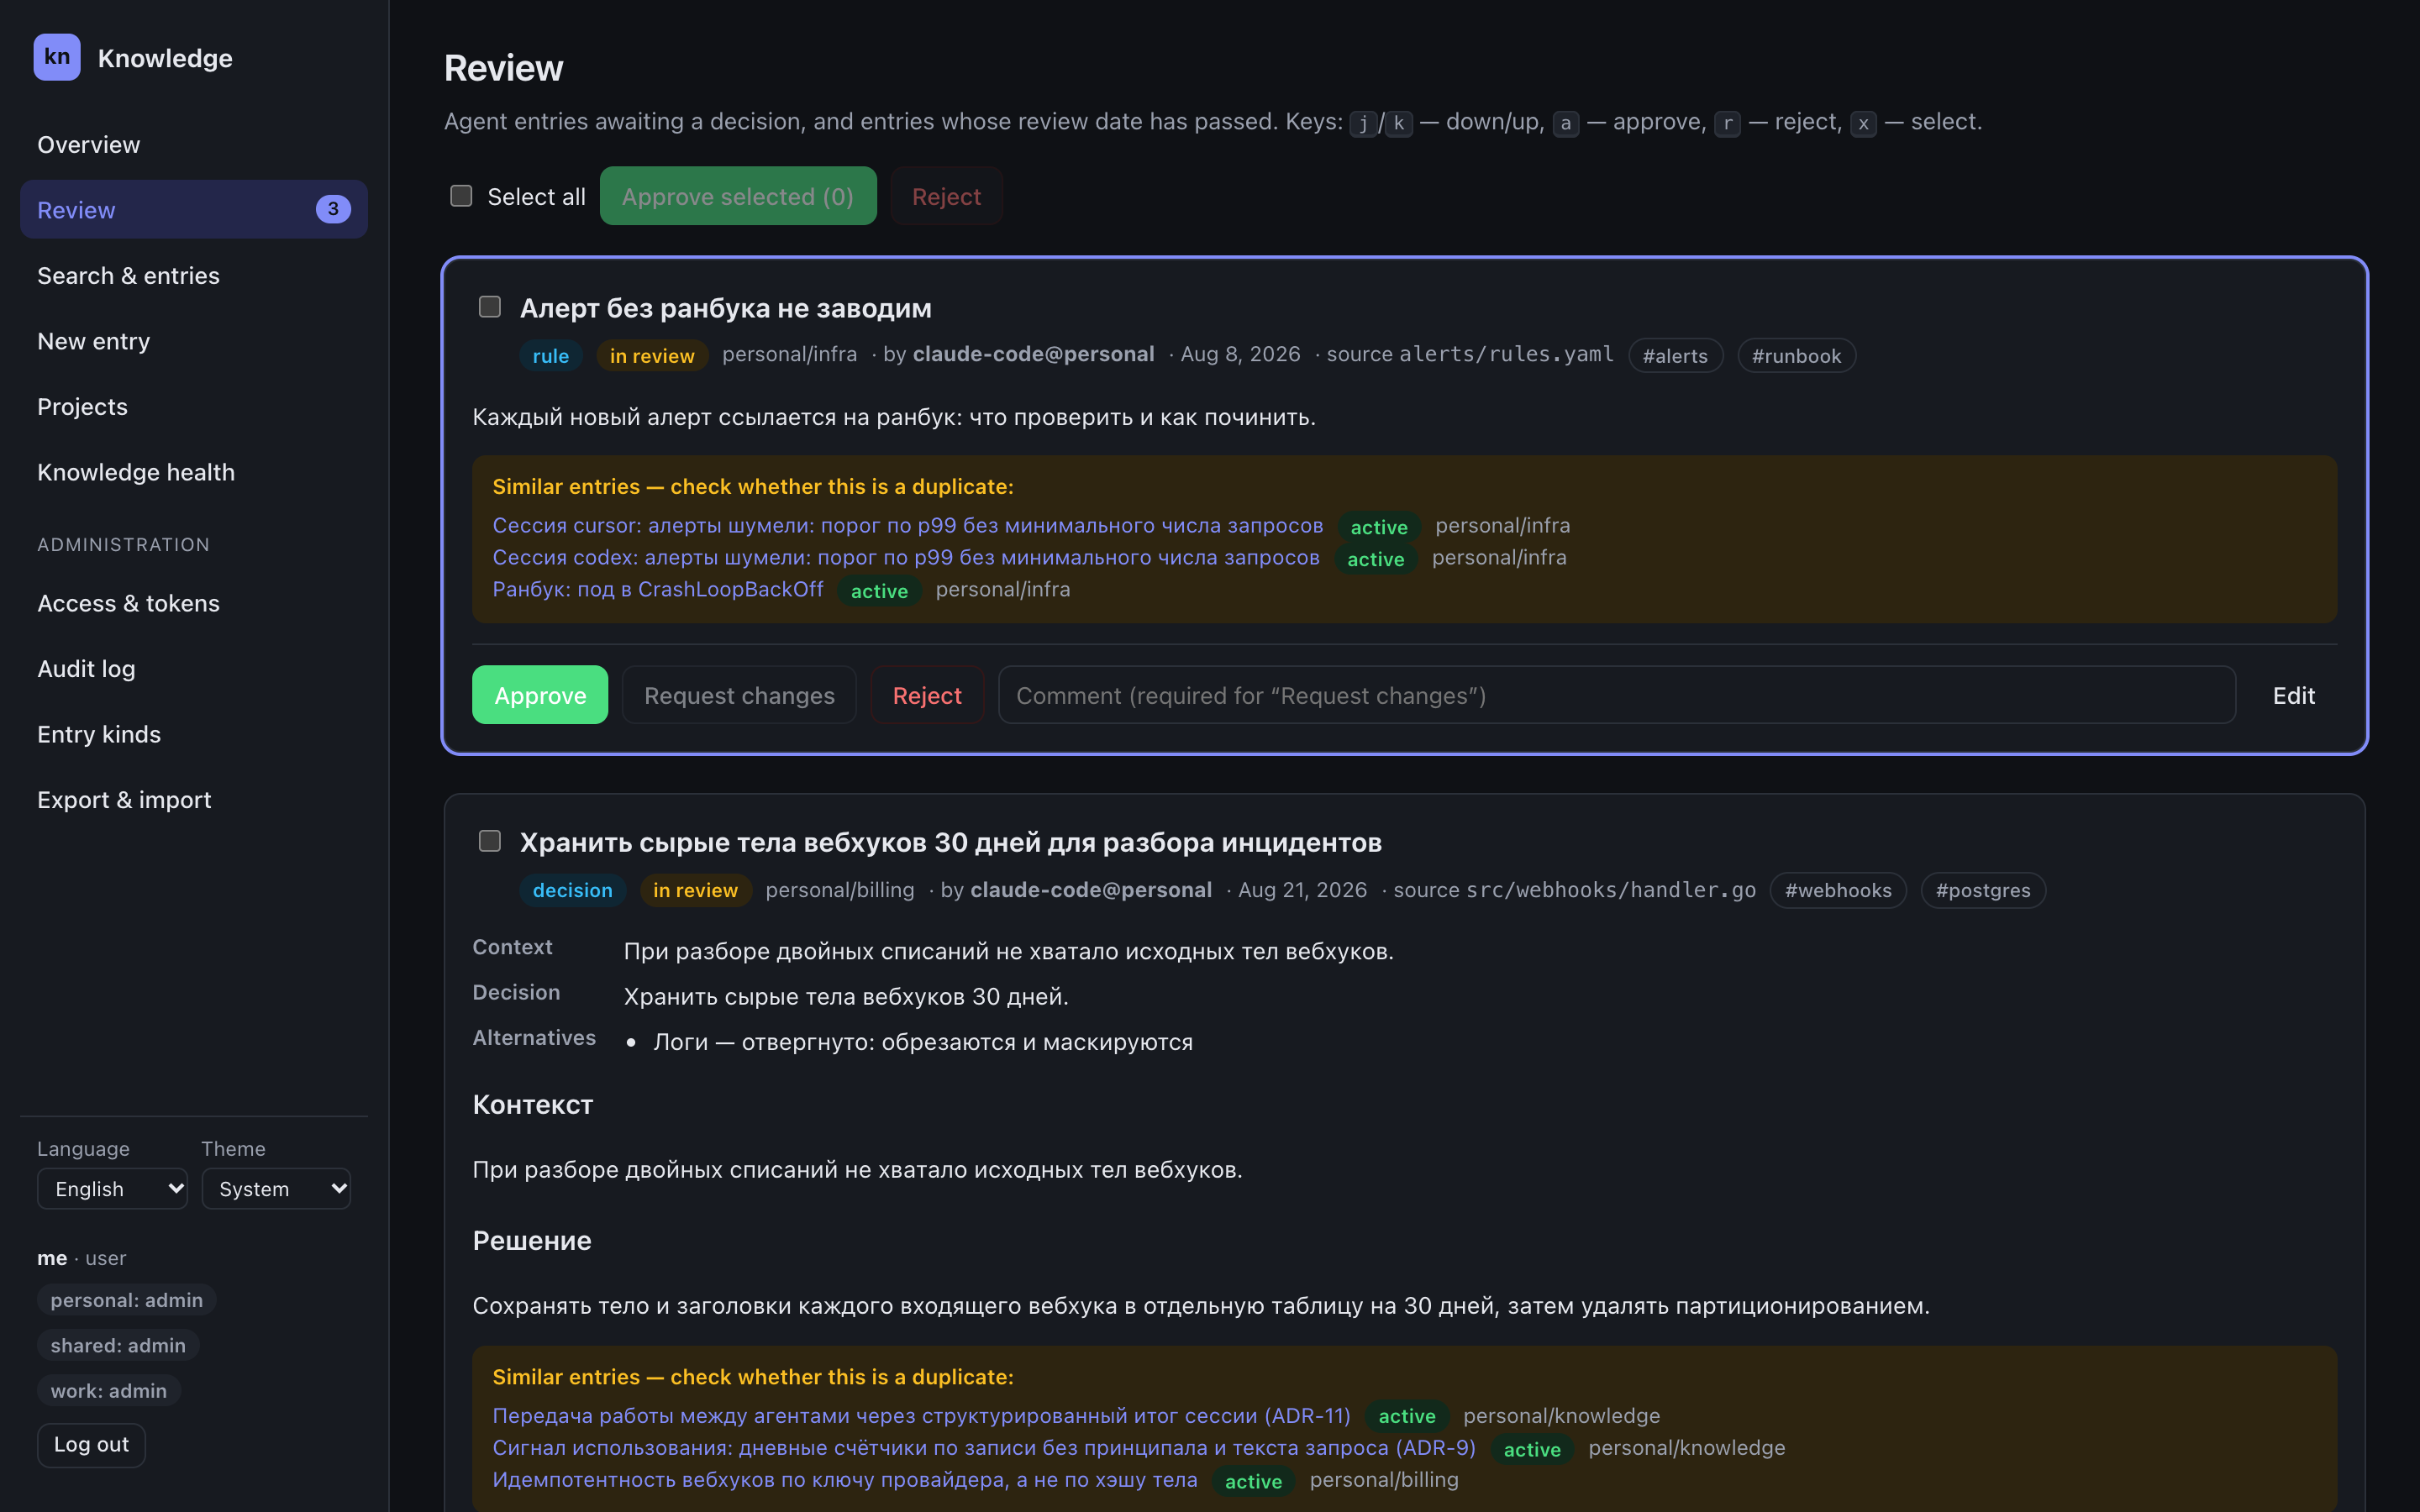 kn Knowledge
Overview
Review 3
Search & entries
New entry
Projects
Knowledge health
ADMINISTRATION
Access & tokens
Audit log
Entry kinds
Export & import
Language Theme
English System
me · user
personal: admin
shared: admin
work: admin
Log out
Review
Agent entries awaiting a decision, and entries whose review date has passed. Keys: j/k — down/up, a — approve, r — reject, x — select.
Select all Approve selected (0) Reject
Алерт без ранбука не заводим
rule in review personal/infra · by claude-code@personal · Aug 8, 2026 · source alerts/rules.yaml #alerts #runbook
Каждый новый алерт ссылается на ранбук: что проверить и как починить.
Similar entries — check whether this is a duplicate:
Сессия cursor: алерты шумели: порог по p99 без минимального числа запросов active personal/infra
Сессия codex: алерты шумели: порог по p99 без минимального числа запросов active personal/infra
Ранбук: под в CrashLoopBackOff active personal/infra
Approve Request changes Reject Comment (required for “Request changes”) Edit
Хранить сырые тела вебхуков 30 дней для разбора инцидентов
decision in review personal/billing · by claude-code@personal · Aug 21, 2026 · source src/webhooks/handler.go #webhooks #postgres
Context При разборе двойных списаний не хватало исходных тел вебхуков.
Decision Хранить сырые тела вебхуков 30 дней.
Alternatives • Логи — отвергнуто: обрезаются и маскируются
Контекст
При разборе двойных списаний не хватало исходных тел вебхуков.
Решение
Сохранять тело и заголовки каждого входящего вебхука в отдельную таблицу на 30 дней, затем удалять партиционированием.
Similar entries — check whether this is a duplicate:
Передача работы между агентами через структурированный итог сессии (ADR-11) active personal/knowledge
Сигнал использования: дневные счётчики по записи без принципала и текста запроса (ADR-9) active personal/knowledge
Идемпотентность вебхуков по ключу провайдера, а не по хэшу тела active personal/billing